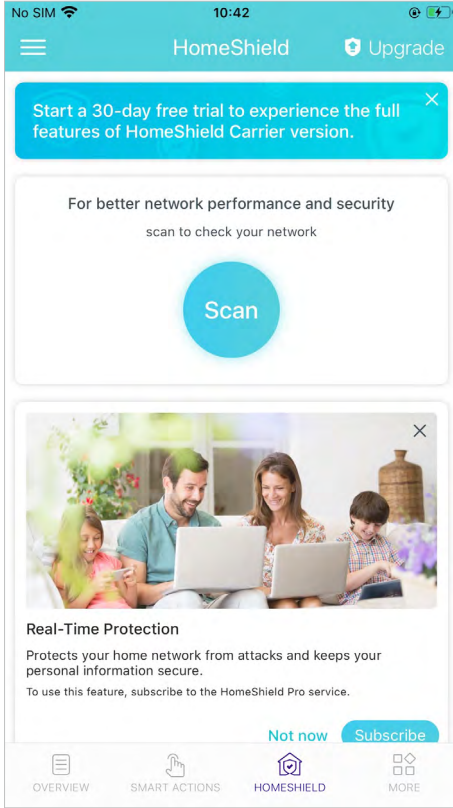 No SIM 10:42
HomeShield Upgrade
Start a 30-day free trial to experience the full
features of HomeShield Carrier version.
For better network performance and security
scan to check your network
Scan
Real-Time Protection
Protects your home network from attacks and keeps your
personal information secure.
To use this feature, subscribe to the HomeShield Pro service.
Not now Subscribe
OVERVIEW SMART ACTIONS HOMESHIELD MORE